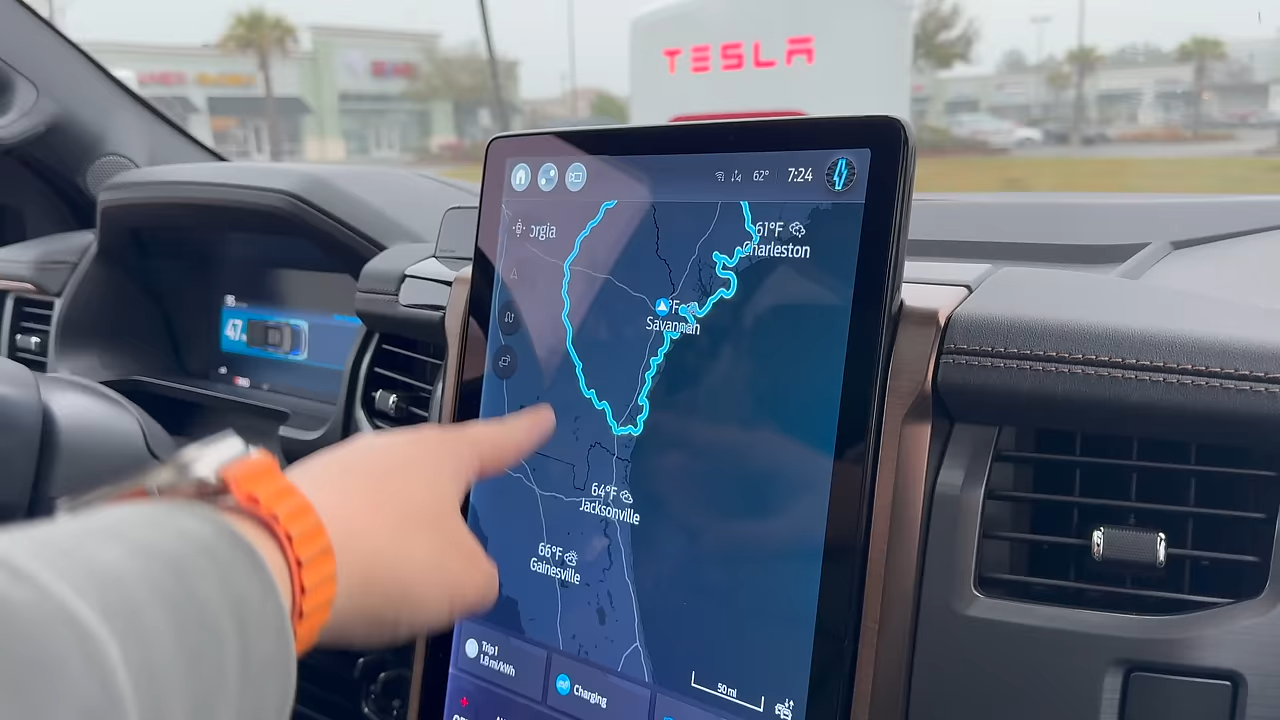 TESLA
62°
7:24
orgia
61°F
Charleston
°F
Savannah
47
64°F
Jacksonville
66°F
Gainesville
Trip 1
1.8 mi/kWh
Charging
50 mi